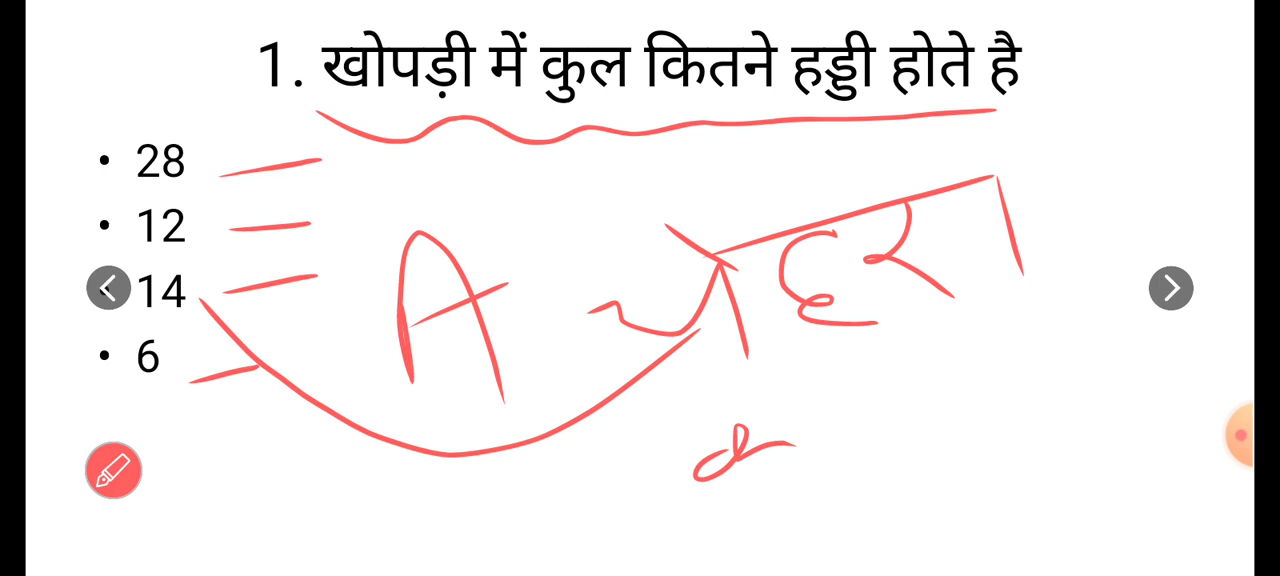 1. खोपड़ी में कुल कितने हड्डी होते है
• 28
• 12
• 14
• 6
A
चेहरा